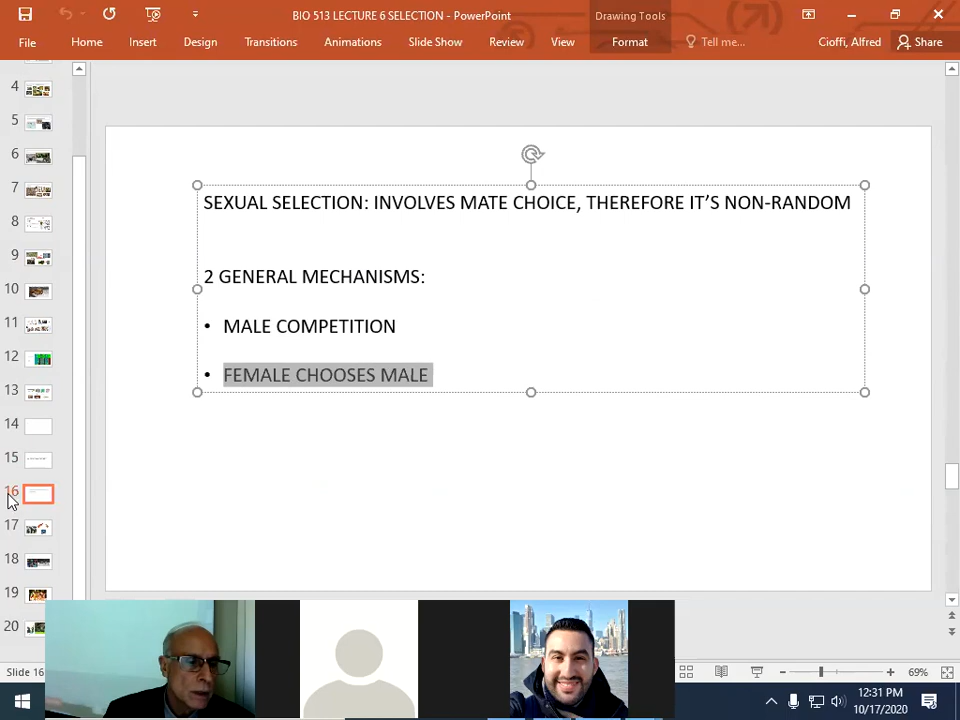 BIO 513 LECTURE 6 SELECTION - PowerPoint
Drawing Tools
File
Home
Insert
Design
Transitions
Animations
Slide Show
Review
View
Format
Tell me...
Cioffi, Alfred
Share
4
5
6
7
8
9
10
11
12
13
14
15
16
17
18
19
20
SEXUAL SELECTION: INVOLVES MATE CHOICE, THEREFORE IT’S NON-RANDOM
2 GENERAL MECHANISMS:
• MALE COMPETITION
• FEMALE CHOOSES MALE
Slide 16
69%
12:31 PM
10/17/2020